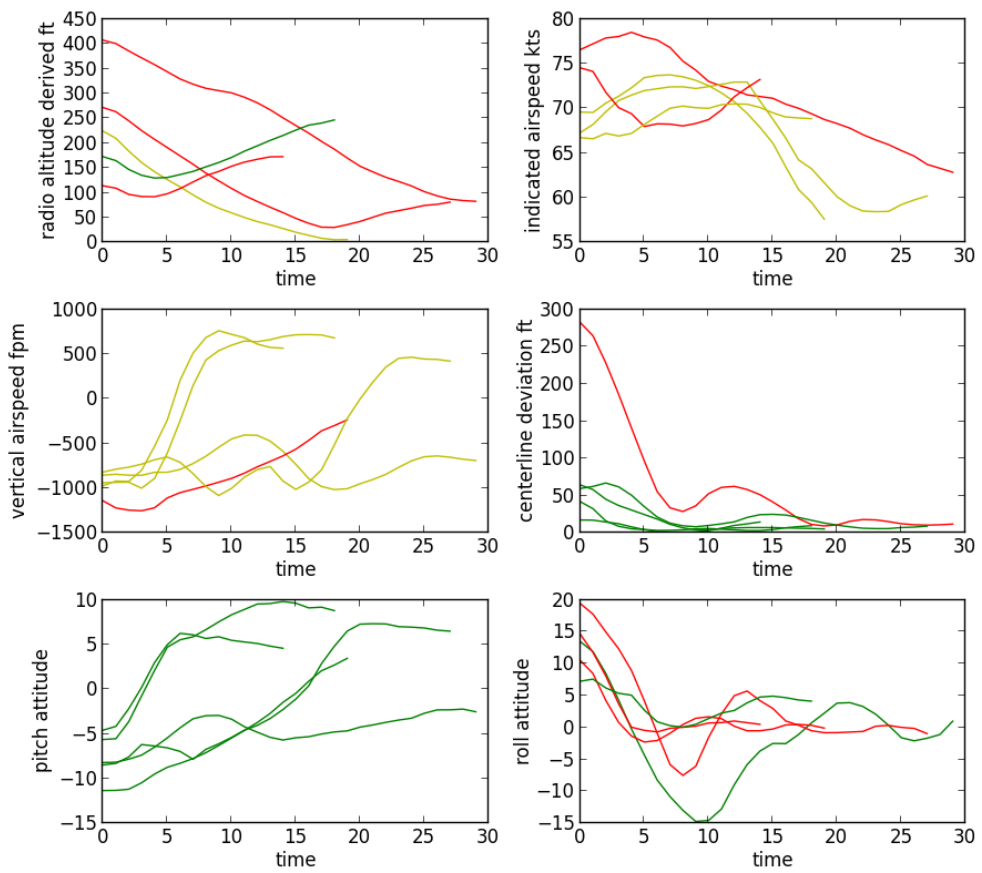 radio altitude derived ft
450
400
350
300
250
200
150
100
50
0
0 5 10 15 20 25 30
time
indicated airspeed kts
80
75
70
65
60
55
0 5 10 15 20 25 30
time
vertical airspeed fpm
1000
500
0
−500
−1000
−1500
0 5 10 15 20 25 30
time
centerline deviation ft
300
250
200
150
100
50
0
0 5 10 15 20 25 30
time
pitch attitude
10
5
0
−5
−10
−15
0 5 10 15 20 25 30
time
roll attitude
20
15
10
5
0
−5
−10
−15
0 5 10 15 20 25 30
time